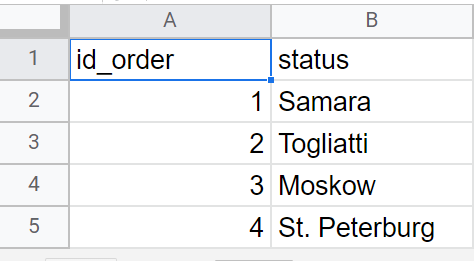 A B
1 id_order status
2 1 Samara
3 2 Togliatti
4 3 Moskow
5 4 St. Peterburg